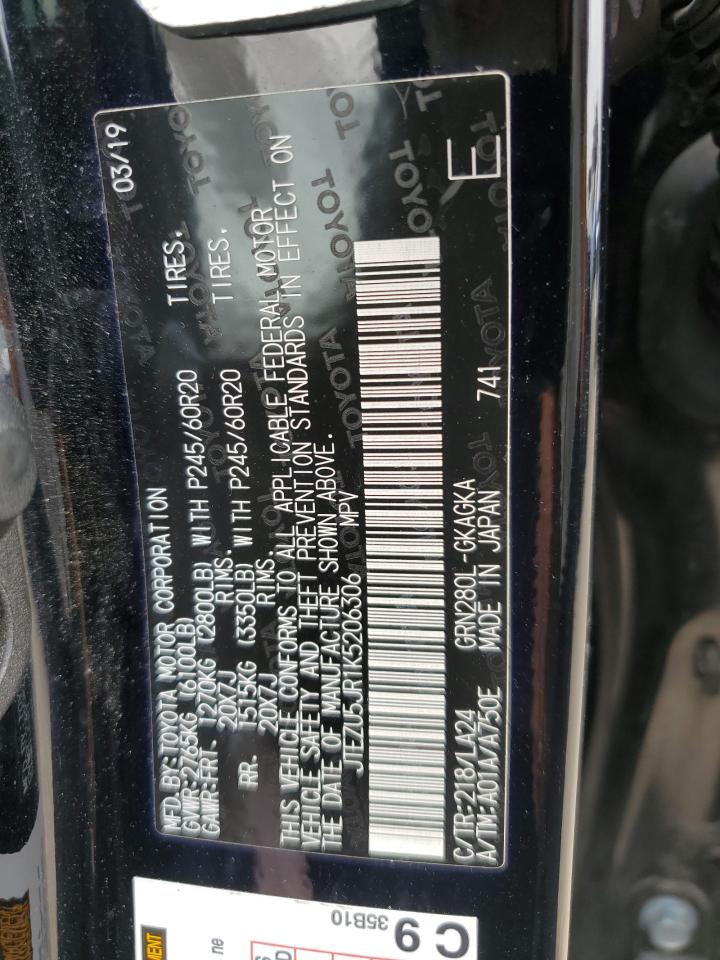 MFD.BY:TOYOTA MOTOR CORPORATION 03/19
GVWR:2765KG (6100LB)
GAWR:FRT. 1270KG (2800LB) WITH P245/60R20 TIRES.
20X7J RIMS.
RR. 1515KG (3350LB) WITH P245/60R20 TIRES.
20X7J RIMS.
THIS VEHICLE CONFORMS TO ALL APPLICABLE FEDERAL MOTOR
VEHICLE SAFETY AND THEFT PREVENTION STANDARDS IN EFFECT ON
THE DATE OF MANUFACTURE SHOWN ABOVE.
JTEZU5JR1K5206306 MPV
C/TR:218/LA24 GRN280L-GKAGKA 741
A/TM:A01A/A750E MADE IN JAPAN
E
TOYOTA
C 9
35B10
ne